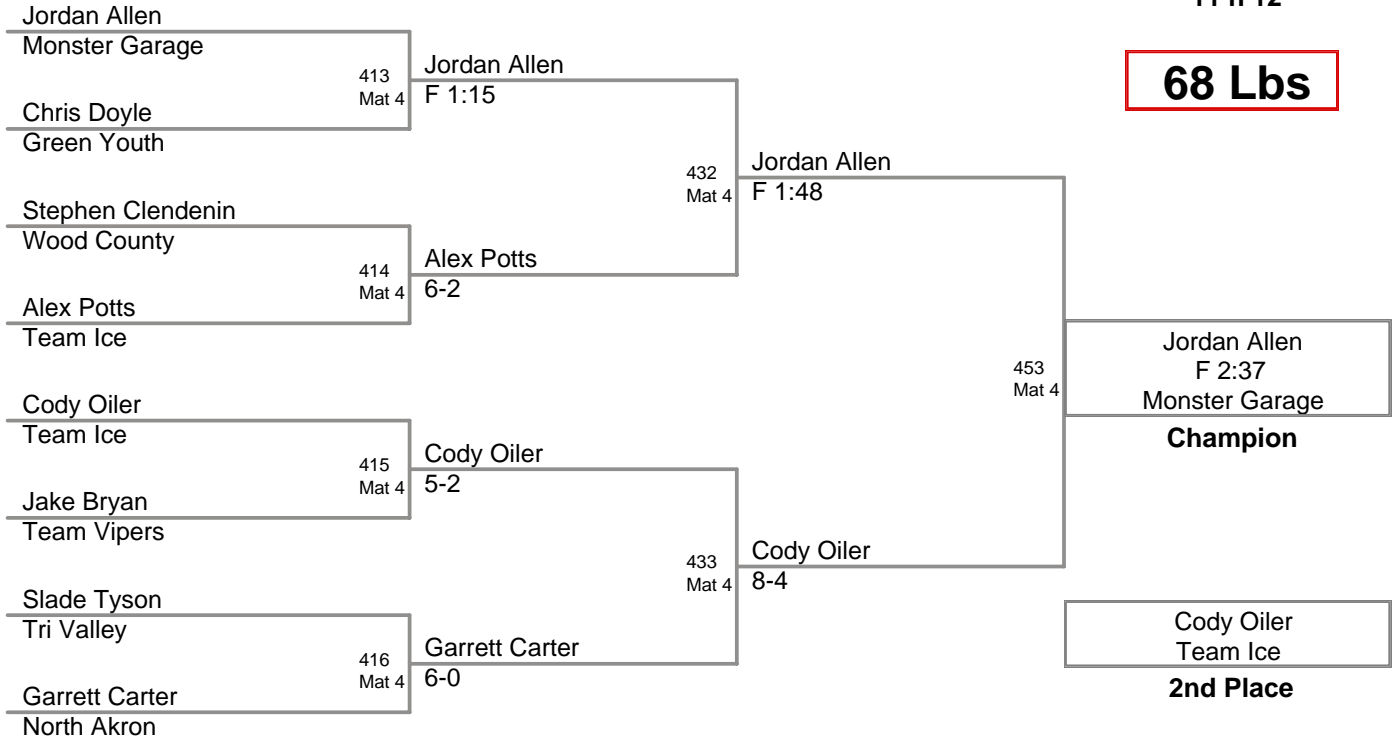 68 Lbs
Jordan Allen
Monster Garage
413
Mat 4
Jordan Allen
F 1:15
Chris Doyle
Green Youth
432
Mat 4
Jordan Allen
F 1:48
Stephen Clendenin
Wood County
414
Mat 4
Alex Potts
6-2
Alex Potts
Team Ice
453
Mat 4
Jordan Allen
F 2:37
Monster Garage
Champion
Cody Oiler
Team Ice
415
Mat 4
Cody Oiler
5-2
Jake Bryan
Team Vipers
433
Mat 4
Cody Oiler
8-4
Slade Tyson
Tri Valley
416
Mat 4
Garrett Carter
6-0
Garrett Carter
North Akron
Cody Oiler
Team Ice
2nd Place